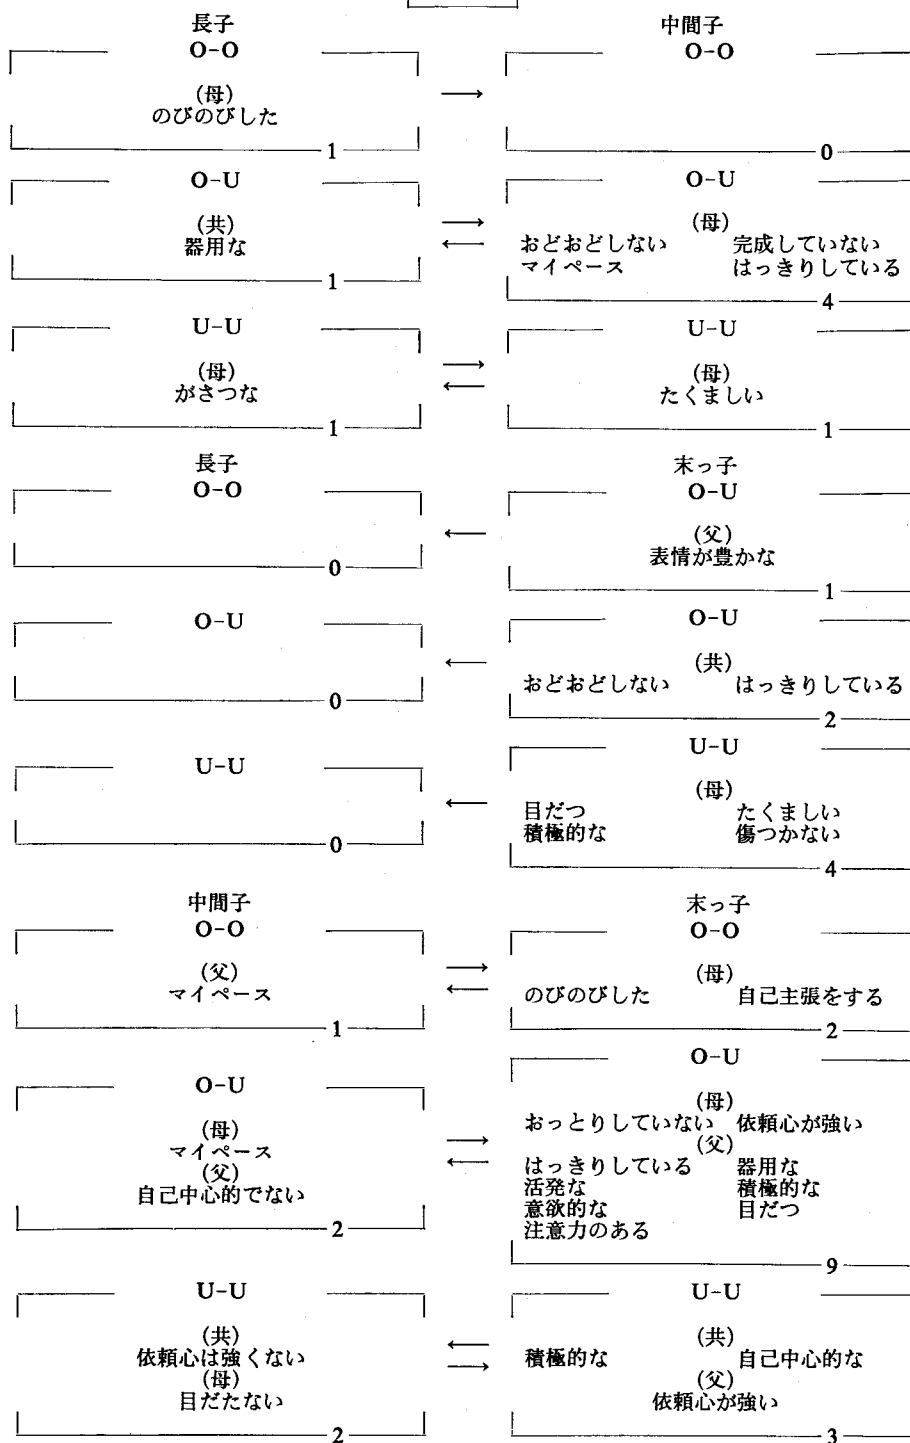 長子 中間子
O-O O-O
(母)
のびのびした
→
1 0
O-U O-U
(共) (母)
器用な → おどおどしない 完成していない
← マイペース はっきりしている
1 4
U-U U-U
(母) → (母)
がさつな ← たくましい
1 1
長子 末っ子
O-O O-U
← (父)
表情が豊かな
0 1
O-U O-U
← (共)
おどおどしない はっきりしている
0 2
U-U U-U
(母)
← 目だつ たくましい
積極的な 傷つかない
0 4
中間子 末っ子
O-O O-O
(父) → (母)
マイペース ← のびのびした 自己主張をする
1 2
O-U O-U
(母) (母)
マイペース → おっとりしていない 依頼心が強い
(父) ← (父)
自己中心的でない はっきりしている 器用な
活発な 積極的な
意欲的な 目だつ
注意力のある
2 9
U-U U-U
(共) ← (共)
依頼心は強くない → 積極的な 自己中心的な
(母) (父)
目だたない 依頼心が強い
2 3